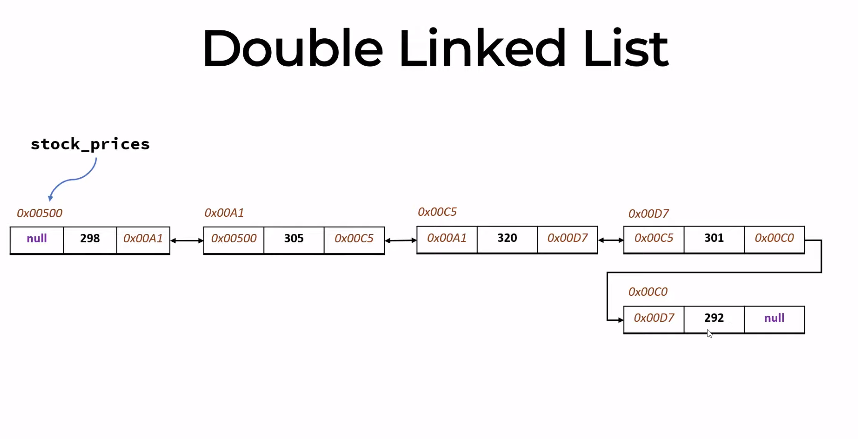 Double Linked List
stock_prices
0x00500 0x00A1 0x00C5 0x00D7
null 298 0x00A1 0x00500 305 0x00C5 0x00A1 320 0x00D7 0x00C5 301 0x00C0
0x00C0
0x00D7 292 null